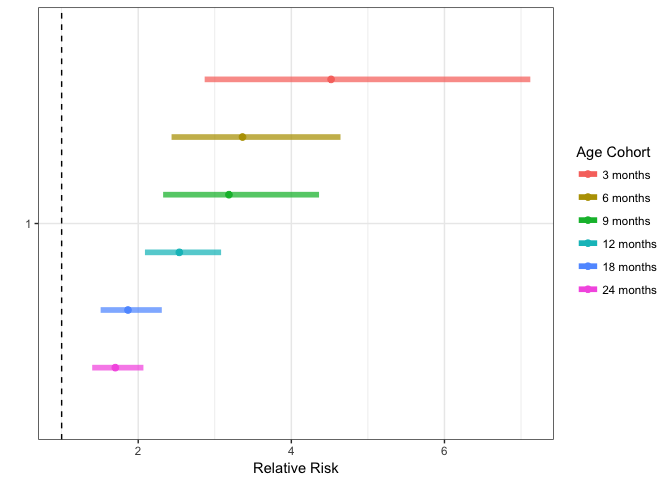 1
2
4
6
Relative Risk
Age Cohort
3 months
6 months
9 months
12 months
18 months
24 months